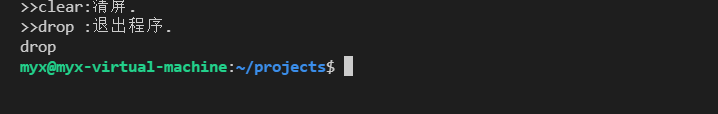 >>clear:清屏.
>>drop :退出程序.
drop
myx@myx-virtual-machine:~/projects$